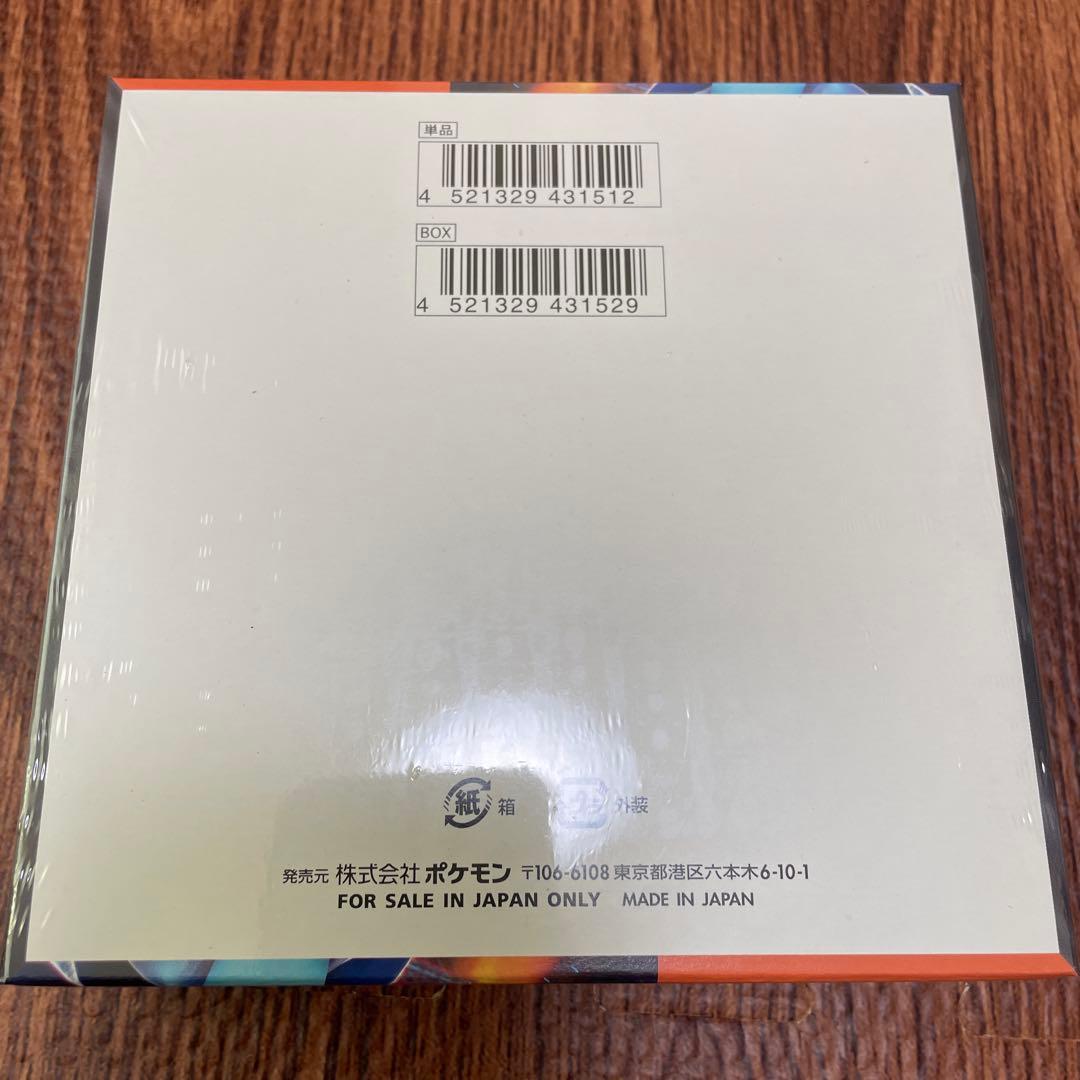 単品
4 521329 431512
BOX
4 521329 431529
紙 箱
プラ 外装
発売元 株式会社 ポケモン 〒106-6108 東京都港区六本木6-10-1
FOR SALE IN JAPAN ONLY MADE IN JAPAN